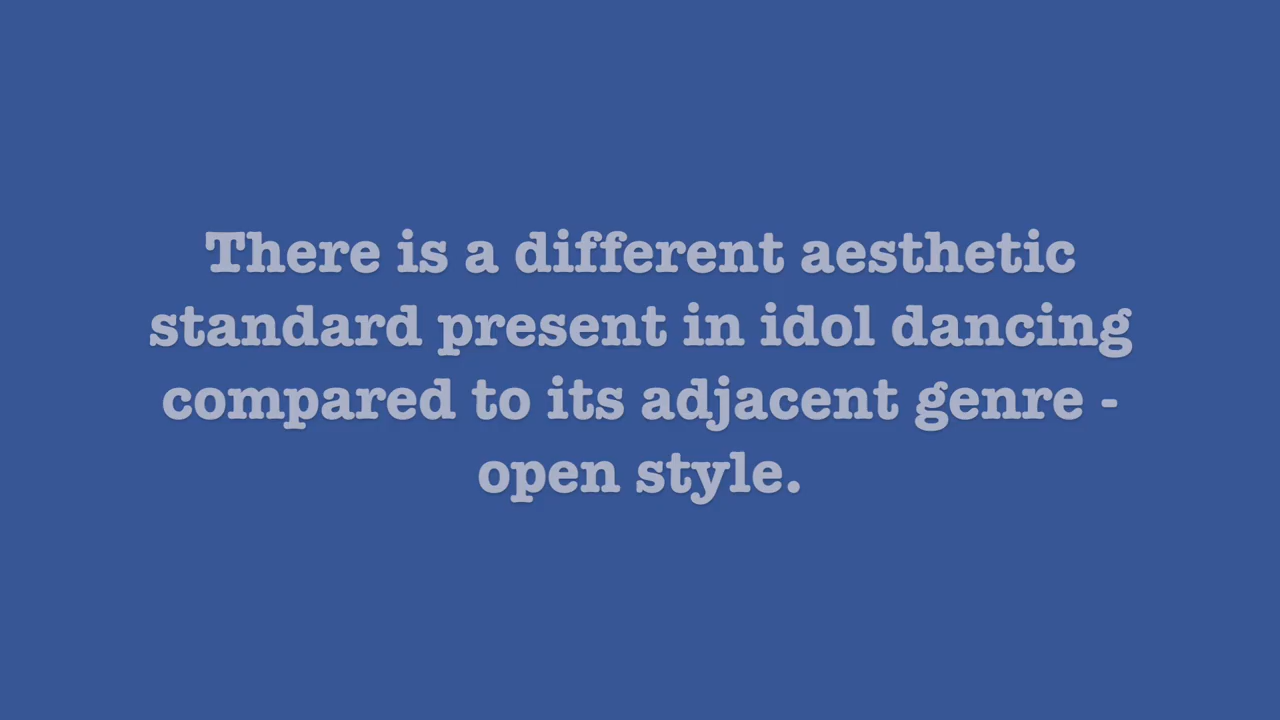 There is a different aesthetic
standard present in idol dancing
compared to its adjacent genre -
open style.